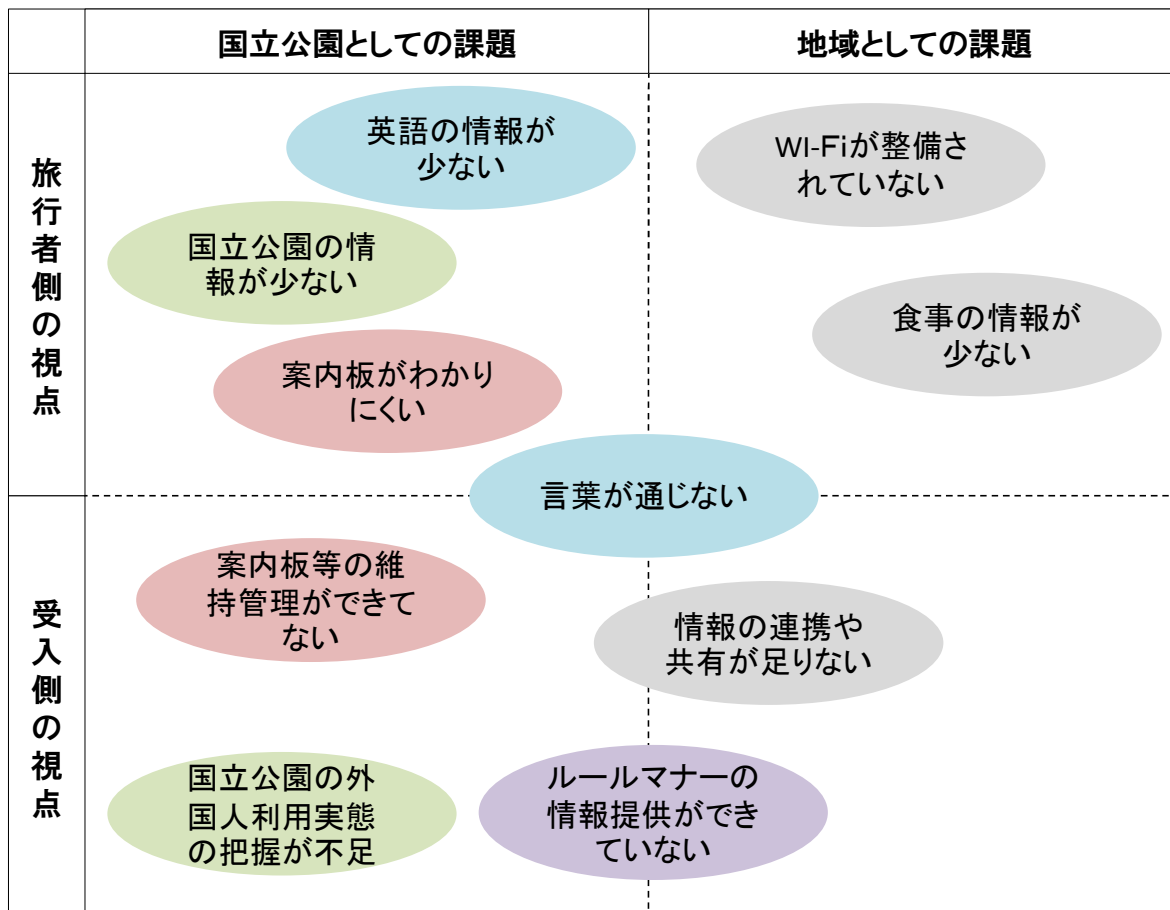 国立公園としての課題
地域としての課題
旅行者側の視点
英語の情報が
少ない
WI-Fiが整備さ
れていない
国立公園の情
報が少ない
食事の情報が
少ない
案内板がわかり
にくい
言葉が通じない
受入側の視点
案内板等の維
持管理ができて
ない
情報の連携や
共有が足りない
国立公園の外
国人利用実態
の把握が不足
ルールマナーの
情報提供ができ
ていない